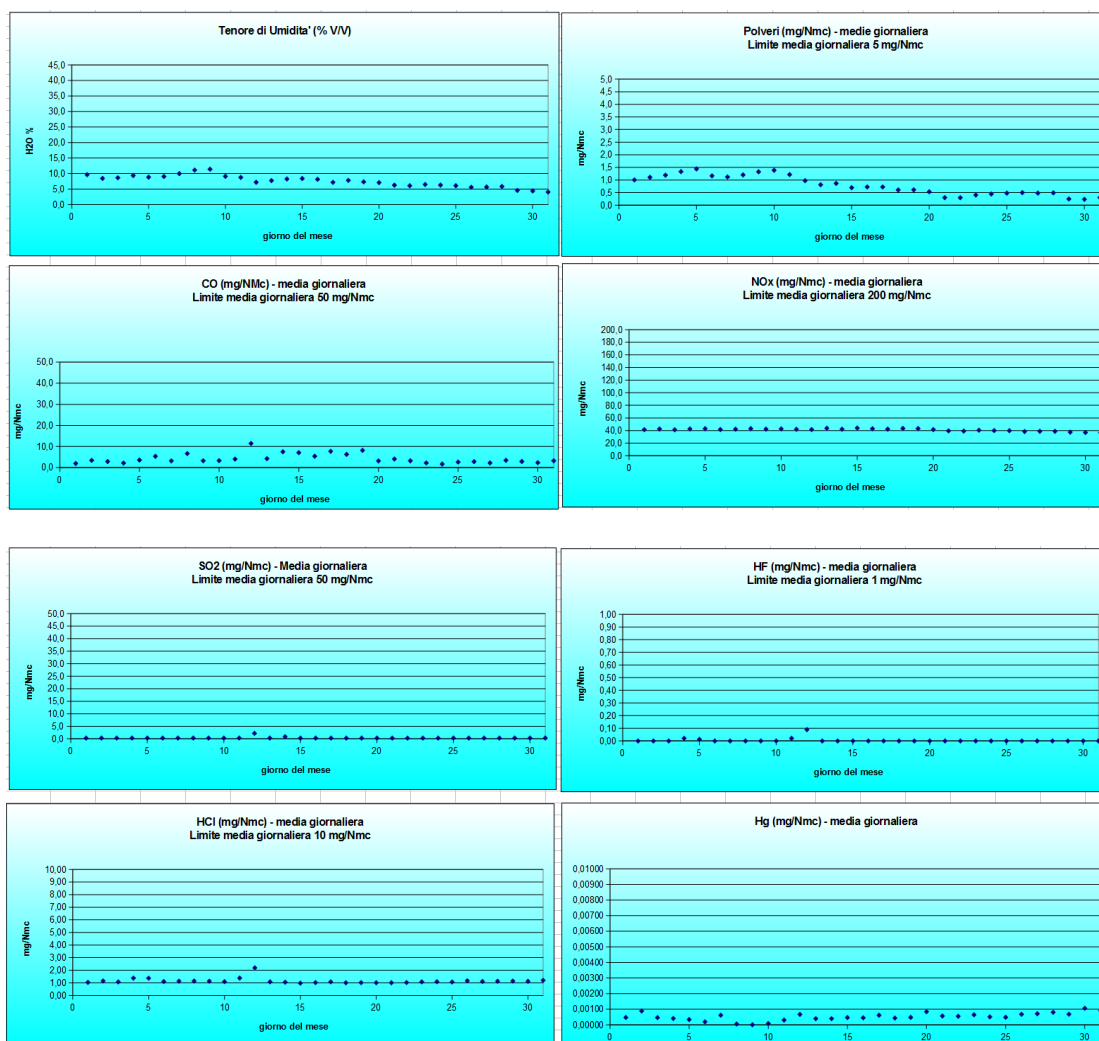 Tenore di Umidita' (% V/V)
45,0
40,0
35,0
30,0
25,0
20,0
15,0
10,0
5,0
0,0
H2O %
0 5 10 15 20 25 30
giorno del mese
Polveri (mg/Nmc) - medie giornaliera
Limite media giornaliera 5 mg/Nmc
5,0
4,5
4,0
3,5
3,0
2,5
2,0
1,5
1,0
0,5
0,0
mg/Nmc
0 5 10 15 20 25 30
giorno del mese
CO (mg/NMc) - media giornaliera
Limite media giornaliera 50 mg/Nmc
50,0
40,0
30,0
20,0
10,0
0,0
mg/Nmc
0 5 10 15 20 25 30
giorno del mese
NOx (mg/Nmc) - media giornaliera
Limite media giornaliera 200 mg/Nmc
200,0
180,0
160,0
140,0
120,0
100,0
80,0
60,0
40,0
20,0
0,0
mg/Nmc
0 5 10 15 20 25 30
giorno del mese
SO2 (mg/Nmc) - Media giornaliera
Limite media giornaliera 50 mg/Nmc
50,0
45,0
40,0
35,0
30,0
25,0
20,0
15,0
10,0
5,0
0,0
mg/Nmc
0 5 10 15 20 25 30
giorno del mese
HF (mg/Nmc) - media giornaliera
Limite media giornaliera 1 mg/Nmc
1,00
0,90
0,80
0,70
0,60
0,50
0,40
0,30
0,20
0,10
0,00
mg/Nmc
0 5 10 15 20 25 30
giorno del mese
HCl (mg/Nmc) - media giornaliera
Limite media giornaliera 10 mg/Nmc
10,00
9,00
8,00
7,00
6,00
5,00
4,00
3,00
2,00
1,00
0,00
mg/Nmc
0 5 10 15 20 25 30
giorno del mese
Hg (mg/Nmc) - media giornaliera
0,01000
0,00900
0,00800
0,00700
0,00600
0,00500
0,00400
0,00300
0,00200
0,00100
0,00000
mg/Nmc
0 5 10 15 20 25 30
giorno del mese